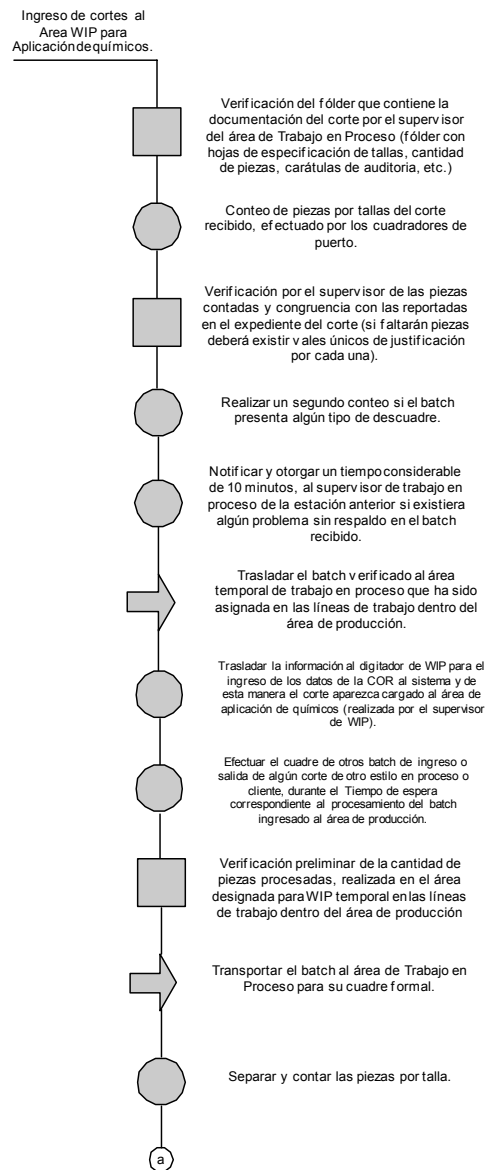 Ingreso de cortes al
Area WIP para
Aplicación de químicos.
Verificación del fólder que contiene la
documentación del corte por el supervisor
del área de Trabajo en Proceso (fólder con
hojas de especificación de tallas, cantidad
de piezas, carátulas de auditoria, etc.)
Conteo de piezas por tallas del corte
recibido, efectuado por los cuadradores de
puerto.
Verificación por el supervisor de las piezas
contadas y congruencia con las reportadas
en el expediente del corte (si faltarán piezas
deberá existir vales únicos de justificación
por cada una).
Realizar un segundo conteo si el batch
presenta algún tipo de descuadre.
Notificar y otorgar un tiempo considerable
de 10 minutos, al supervisor de trabajo en
proceso de la estación anterior si existiera
algún problema sin respaldo en el batch
recibido.
Trasladar el batch verificado al área
temporal de trabajo en proceso que ha sido
asignada en las líneas de trabajo dentro del
área de producción.
Trasladar la información al digitador de WIP para el
ingreso de los datos de la COR al sistema y de
esta manera el corte aparezca cargado al área de
aplicación de químicos (realizada por el supervisor
de WIP).
Efectuar el cuadre de otros batch de ingreso o
salida de algún corte de otro estilo en proceso o
cliente, durante el Tiempo de espera
correspondiente al procesamiento del batch
ingresado al área de producción.
Verificación preliminar de la cantidad de
piezas procesadas, realizada en el área
designada para WIP temporal en las líneas
de trabajo dentro del área de producción
Transportar el batch al área de Trabajo en
Proceso para su cuadre formal.
Separar y contar las piezas por talla.
a